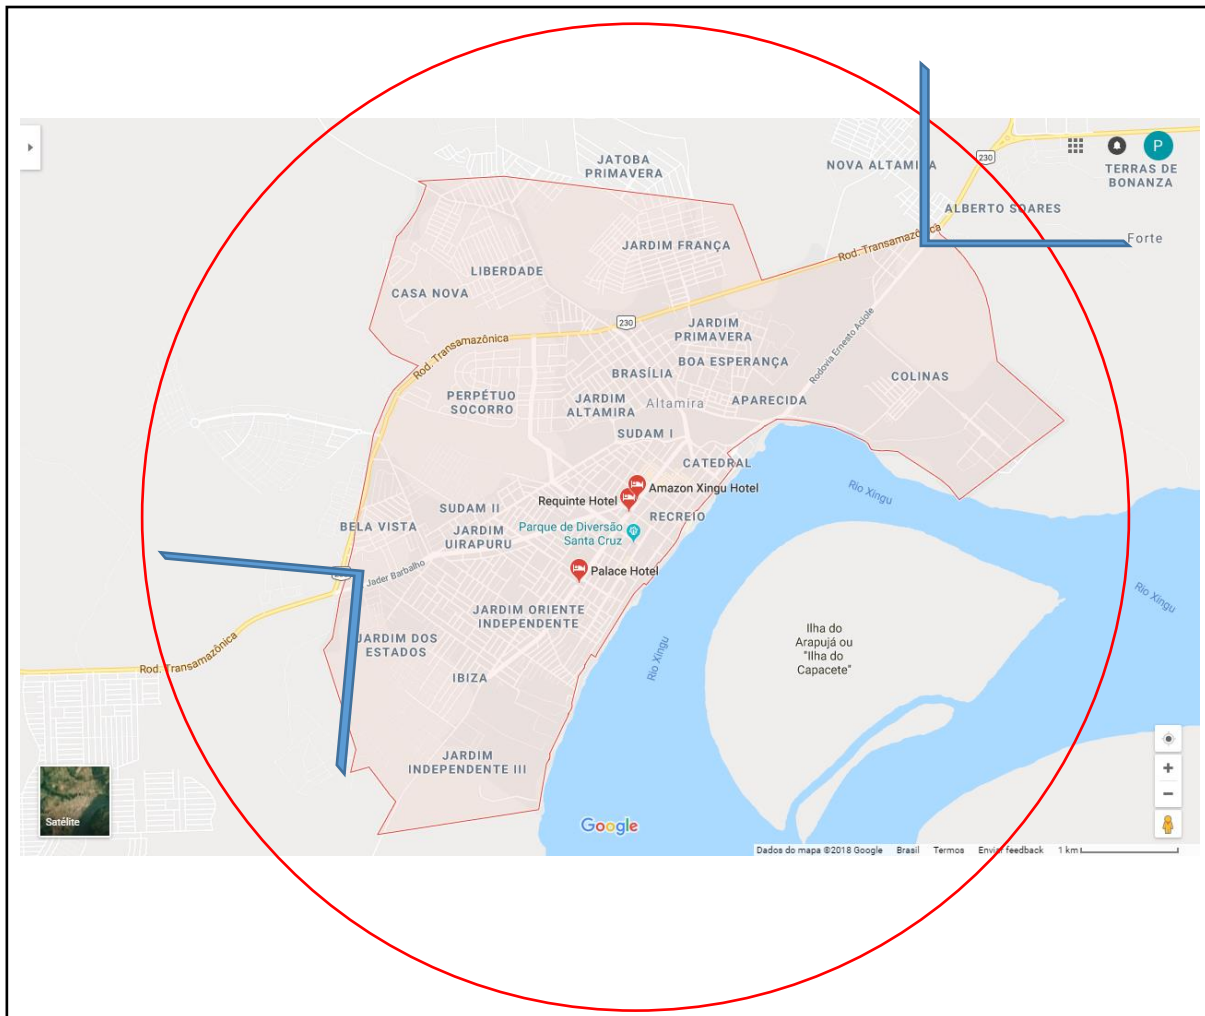 JATOBA
PRIMAVERA
NOVA ALTAMIRA
230
P
TERRAS DE
BONANZA
ALBERTO SOARES
Forte
JARDIM FRANÇA
Rod. Transamazônica
LIBERDADE
CASA NOVA
230
JARDIM
PRIMAVERA
Rod. Transamazônica
Rodovia Ernesto Aciole
BOA ESPERANÇA
BRASÍLIA
COLINAS
PERPÉTUO
SOCORRO
JARDIM
ALTAMIRA
Altamira
APARECIDA
SUDAM I
CATEDRAL
Amazon Xingu Hotel
Requinte Hotel
Rio Xingu
SUDAM II
RECREIO
BELA VISTA
JARDIM
UIRAPURU
Parque de Diversão
Santa Cruz
Jader Barbalho
Palace Hotel
Rio Xingu
JARDIM ORIENTE
INDEPENDENTE
Ilha do
Arapujá ou
"Ilha do
Capacete"
JARDIM DOS
ESTADOS
Rod. Transamazônica
Rio Xingu
IBIZA
JARDIM
INDEPENDENTE III
Satélite
Google
Dados do mapa ©2018 Google Brasil Termos Enviar feedback 1 km